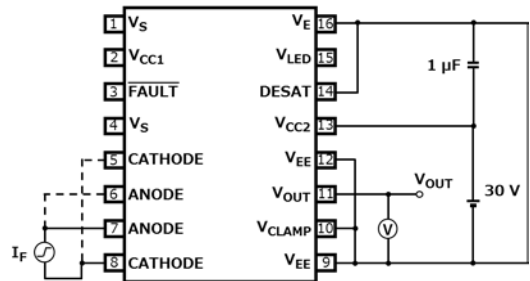 1 VS
2 VCC1
3 FAULT
4 VS
5 CATHODE
6 ANODE
7 ANODE
8 CATHODE
IF
VE 16
VLED 15
DESAT 14
VCC2 13
VEE 12
VOUT 11
VCLAMP 10
VEE 9
1 µF
VOUT
V
30 V